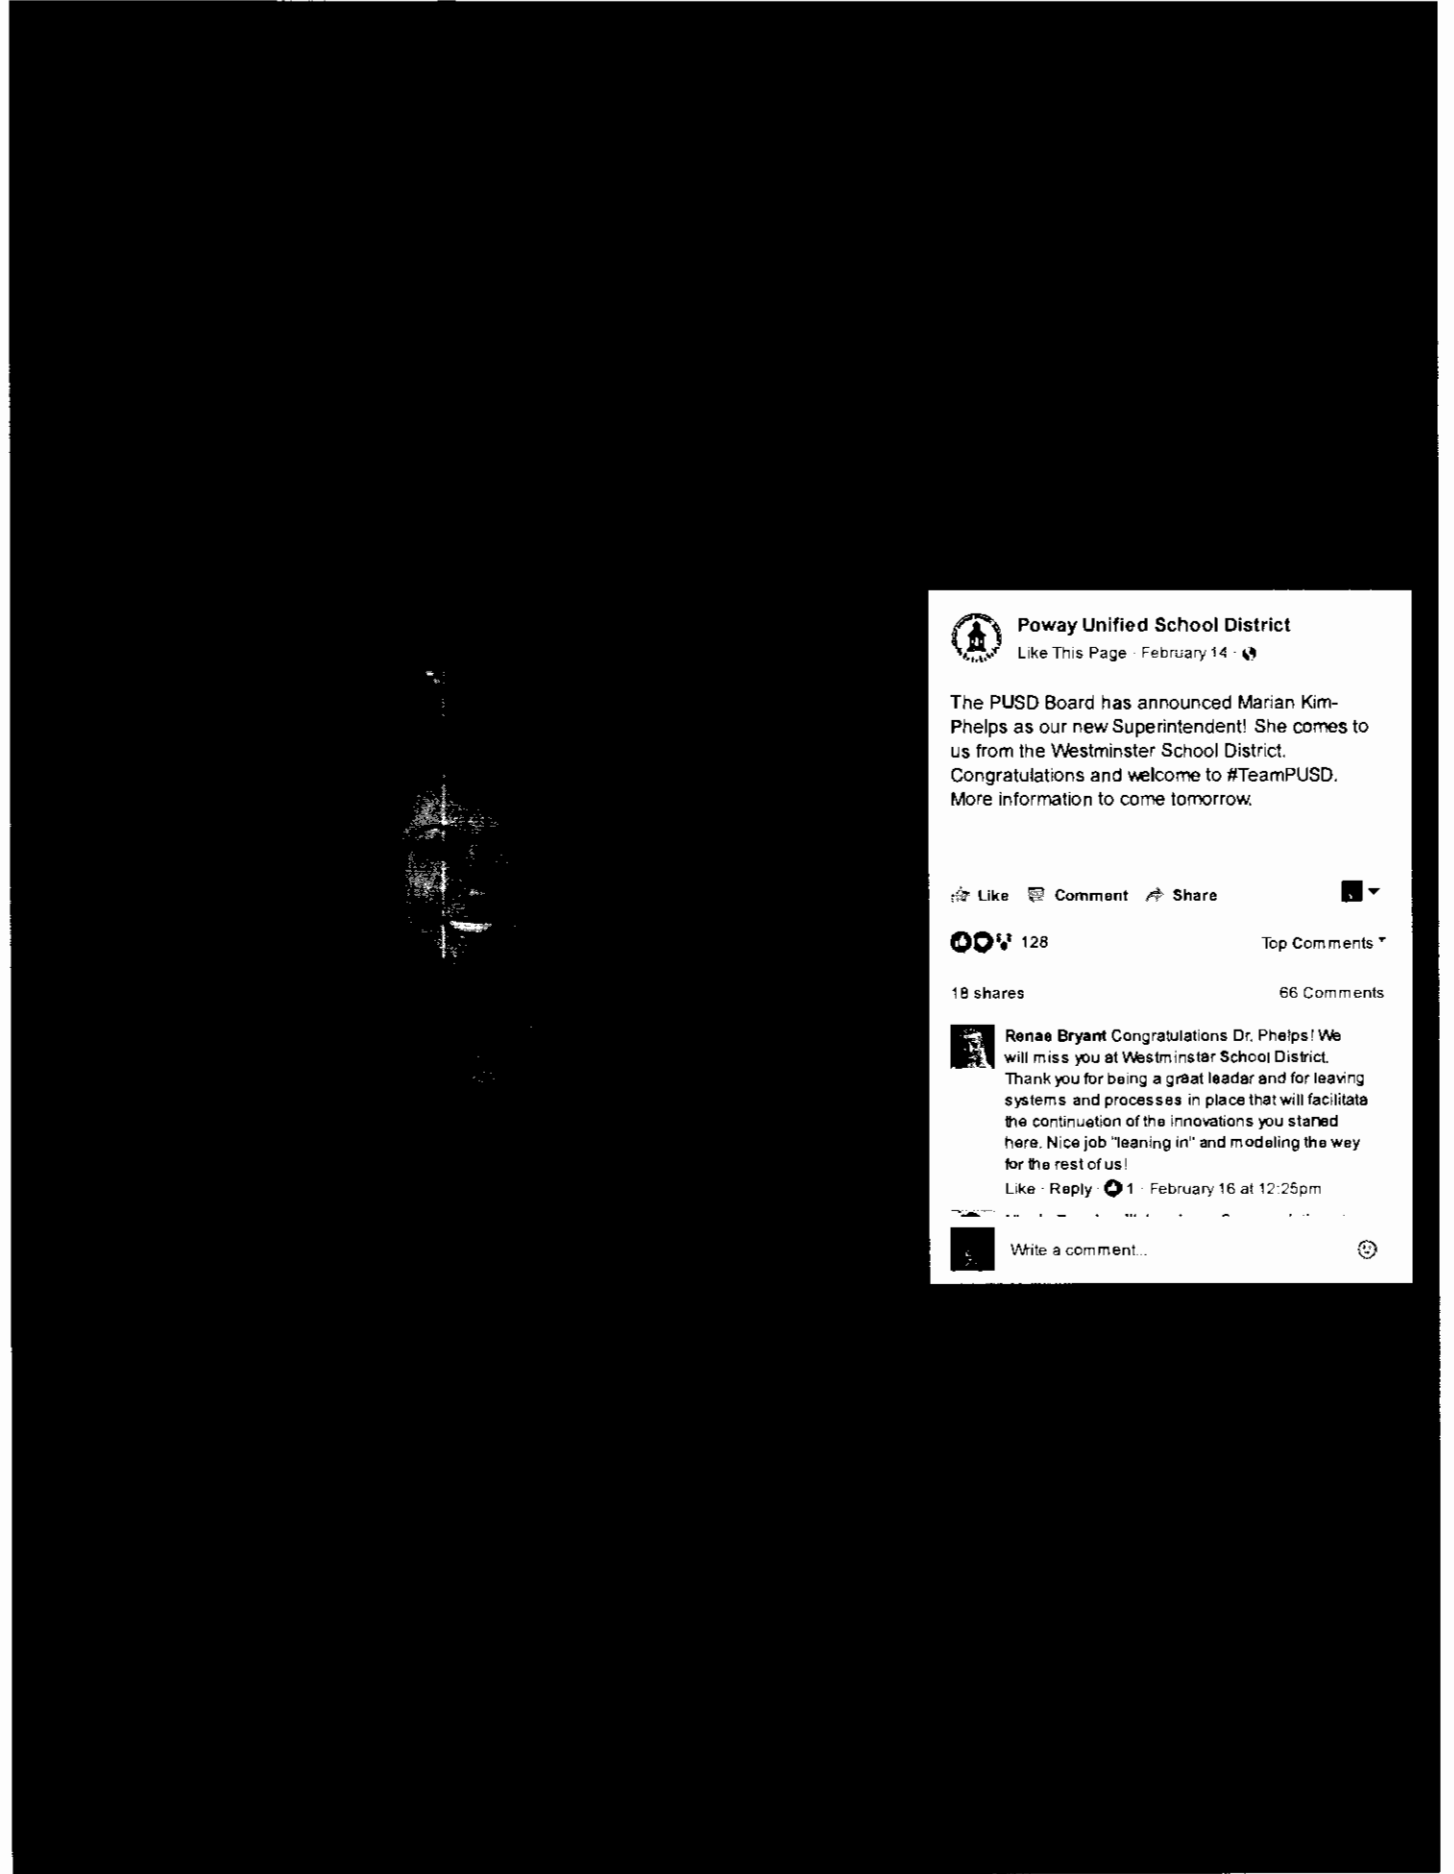 Poway Unified School District
Like This Page · February 14 ·
The PUSD Board has announced Marian Kim-
Phelps as our new Superintendent! She comes to
us from the Westminster School District.
Congratulations and welcome to #TeamPUSD.
More information to come tomorrow.
Like Comment Share
128 Top Comments
18 shares 66 Comments
Renae Bryant Congratulations Dr. Phelps! We
will miss you at Westminster School District.
Thank you for being a great leader and for leaving
systems and processes in place that will facilitate
the continuation of the innovations you started
here. Nice job "leaning in" and modeling the way
for the rest of us!
Like · Reply · 1 · February 16 at 12:25pm
Write a comment...